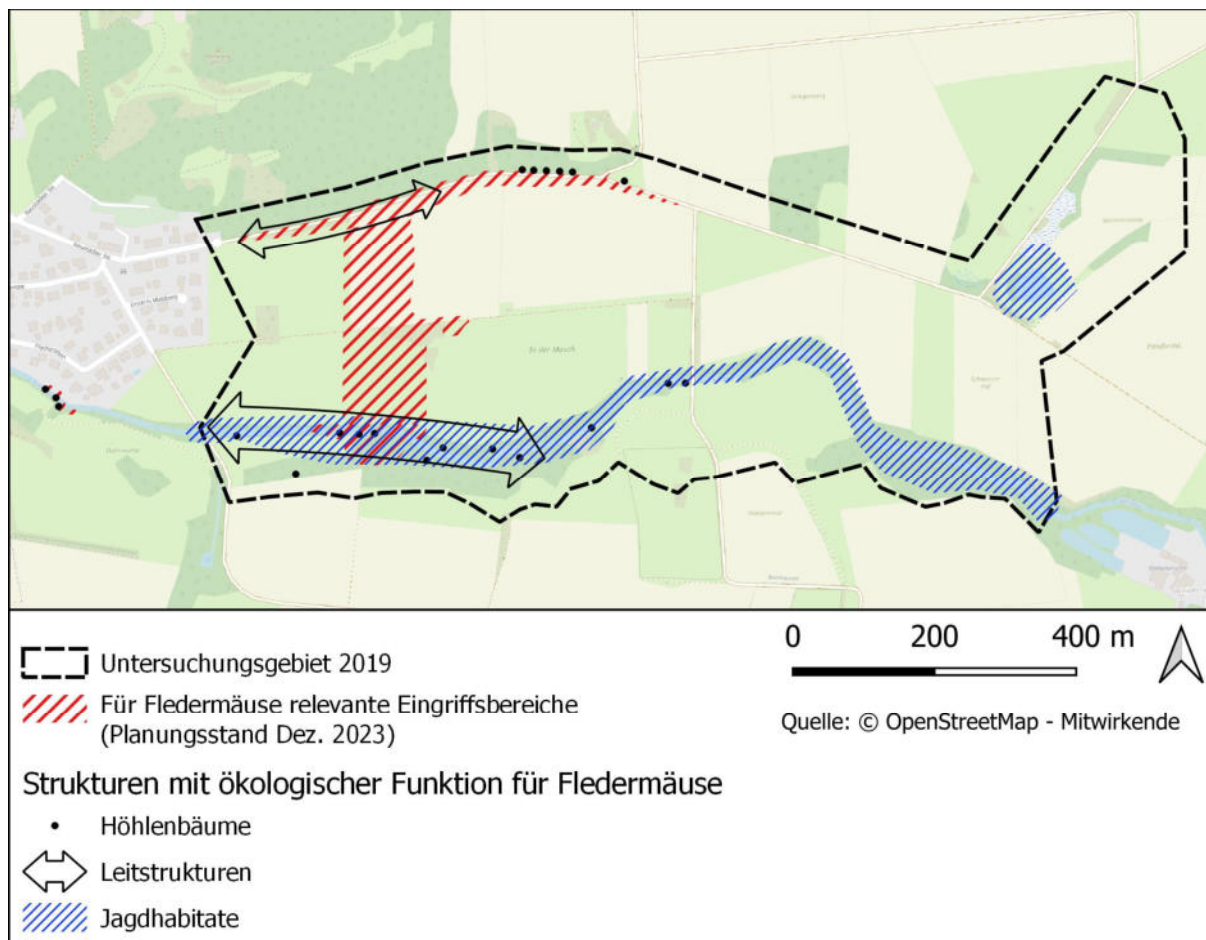 In der Masch
Untersuchungsgebiet 2019
Für Fledermäuse relevante Eingriffsbereiche
(Planungsstand Dez. 2023)
0 200 400 m
Quelle: © OpenStreetMap - Mitwirkende
Strukturen mit ökologischer Funktion für Fledermäuse
Höhlenbäume
Leitstrukturen
Jagdhabitate